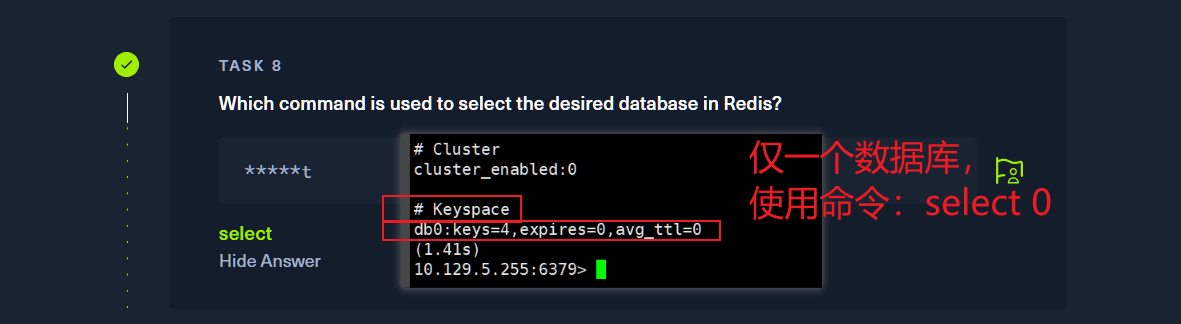 TASK 8
Which command is used to select the desired database in Redis?
*****t
# Cluster
cluster_enabled:0
# Keyspace
db0:keys=4,expires=0,avg_ttl=0
(1.41s)
10.129.5.255:6379>
仅一个数据库，
使用命令：select 0
select
Hide Answer